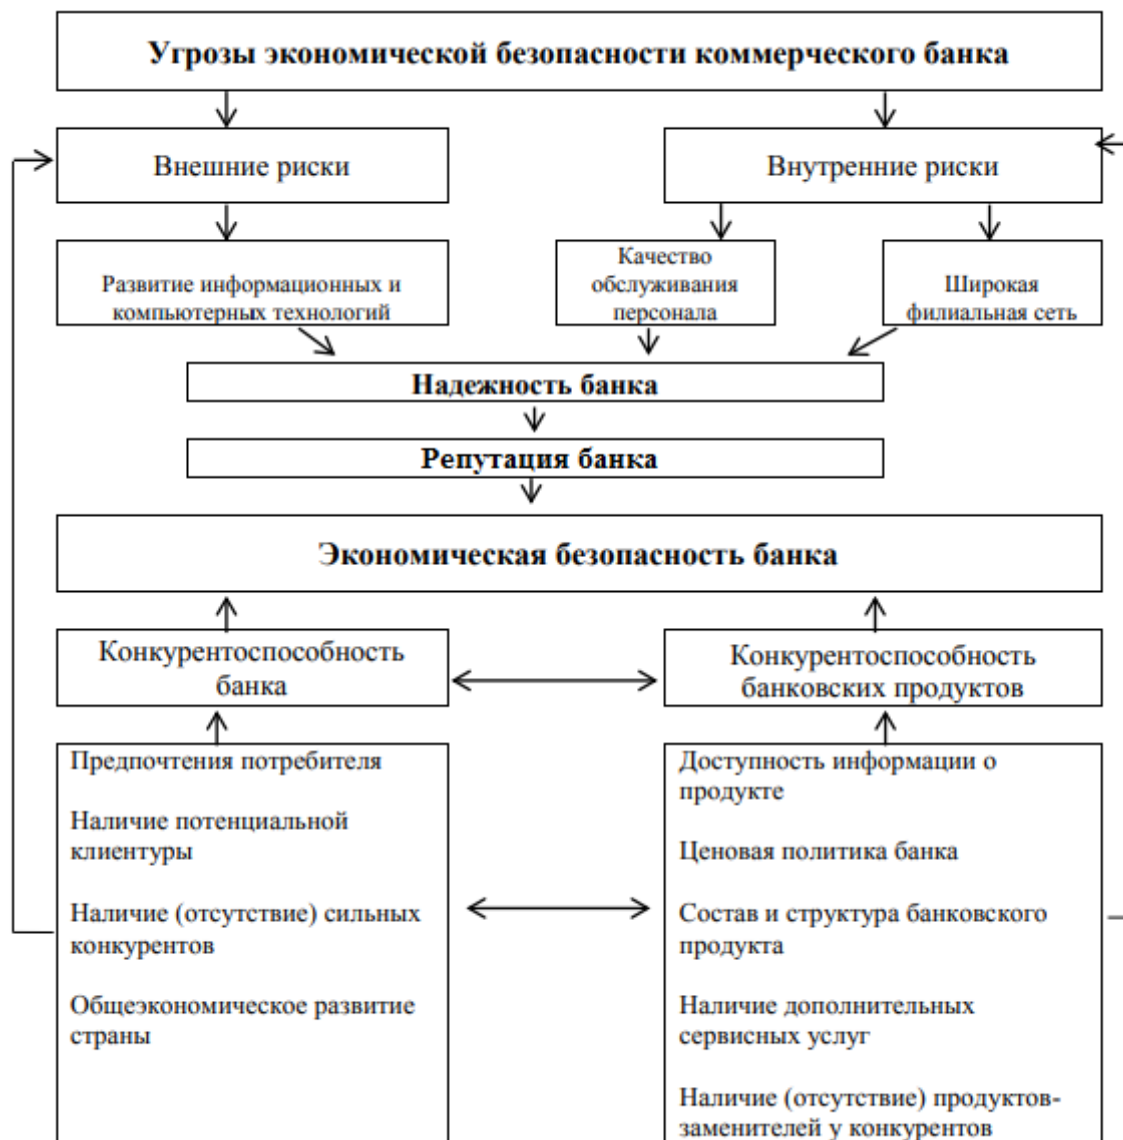 Угрозы экономической безопасности коммерческого банка
Внешние риски
Внутренние риски
Развитие информационных и
компьютерных технологий
Качество
обслуживания
персонала
Широкая
филиальная сеть
Надежность банка
Репутация банка
Экономическая безопасность банка
Конкурентоспособность
банка
Конкурентоспособность
банковских продуктов
Предпочтения потребителя
Наличие потенциальной
клиентуры
Наличие (отсутствие) сильных
конкурентов
Общеэкономическое развитие
страны
Доступность информации о
продукте
Ценовая политика банка
Состав и структура банковского
продукта
Наличие дополнительных
сервисных услуг
Наличие (отсутствие) продуктов-
заменителей у конкурентов